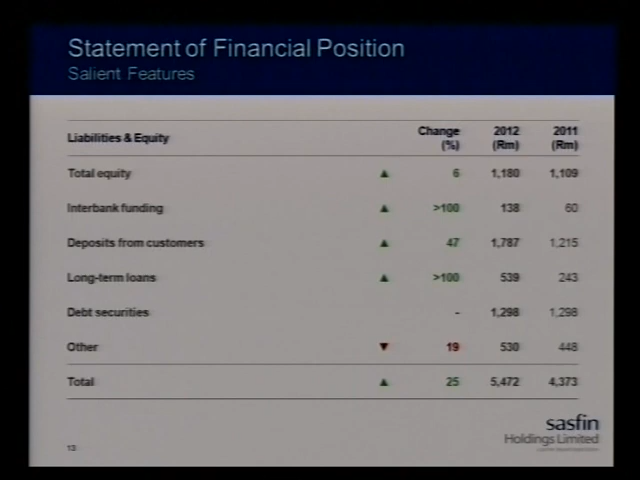 Statement of Financial Position
Salient Features
Liabilities & Equity Change (%) 2012 (Rm) 2011 (Rm)
Total equity ▲ 6 1,180 1,109
Interbank funding ▲ >100 138 60
Deposits from customers ▲ 47 1,787 1,215
Long-term loans ▲ >100 539 243
Debt securities - 1,298 1,298
Other ▼ 19 530 448
Total ▲ 25 5,472 4,373
sasfin
Holdings Limited
13